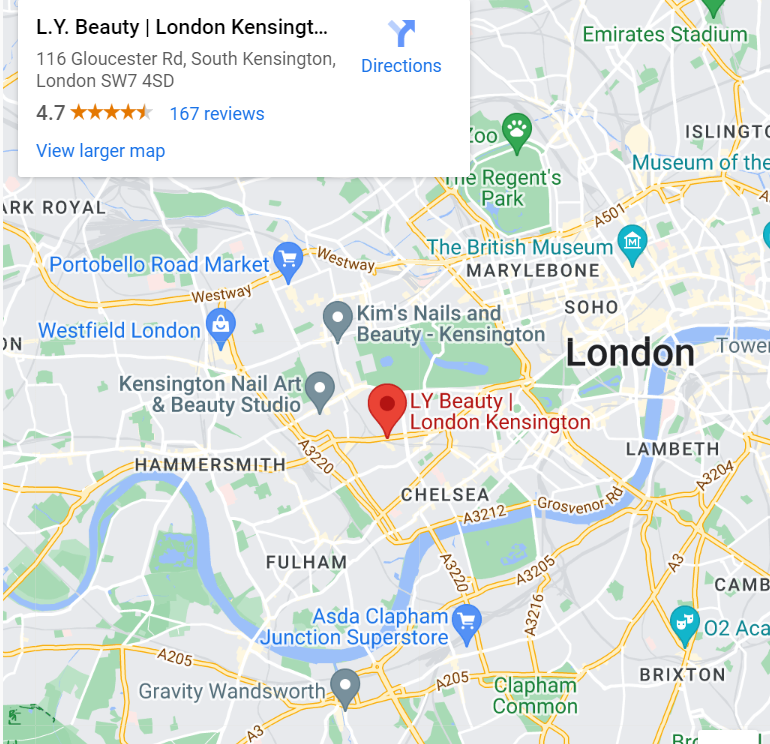 L.Y. Beauty | London Kensingt...
116 Gloucester Rd, South Kensington,
London SW7 4SD
4.7
167 reviews
View larger map
Directions
Emirates Stadium
ISLINGTO
Zoo
The Regent's
Park
Museum of the
ARK ROYAL
A501
The British Museum
MARYLEBONE
Portobello Road Market
Westway
Westway
SOHO
Westfield London
Kim's Nails and
Beauty - Kensington
ON
London
Tower
Kensington Nail Art
& Beauty Studio
LY Beauty |
London Kensington
HAMMERSMITH
A3220
LAMBETH
A3204
CHELSEA
A3212
Grosvenor Rd
FULHAM
A3220
A3205
A3
CAMB
A3216
Asda Clapham
Junction Superstore
O2 Aca
A205
BRIXTON
Gravity Wandsworth
A205
Clapham
Common
A3